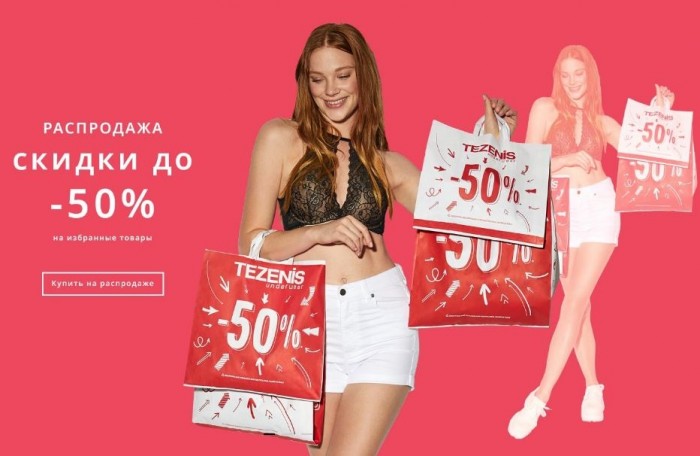 РАСПРОДАЖА
СКИДКИ ДО
-50%
на избранные товары
Купить на распродаже
TEZENIS
underwear
-50%
TEZENIS
-50%
-50%
TEZENIS
-50%